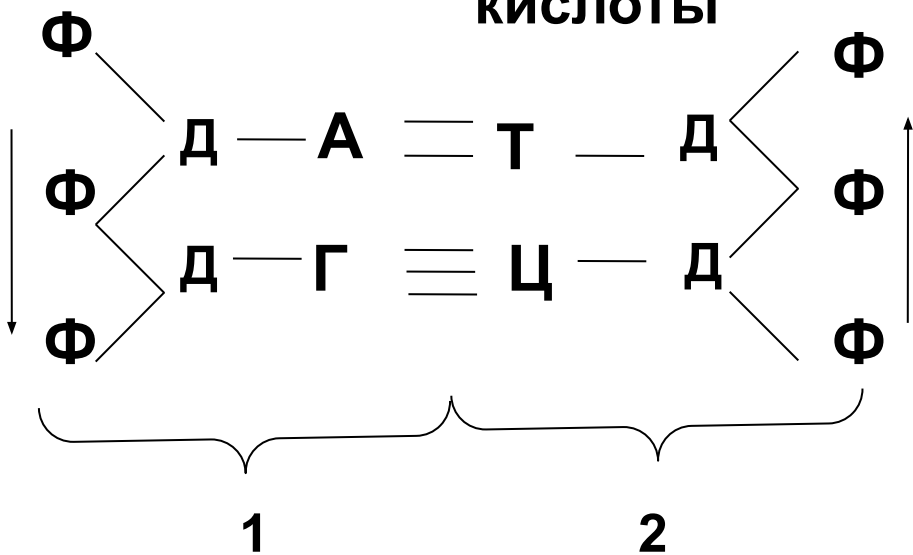 кислоты
Ф Ф
Д А Т Д
Ф Ф
Д Г Ц Д
Ф Ф
1 2